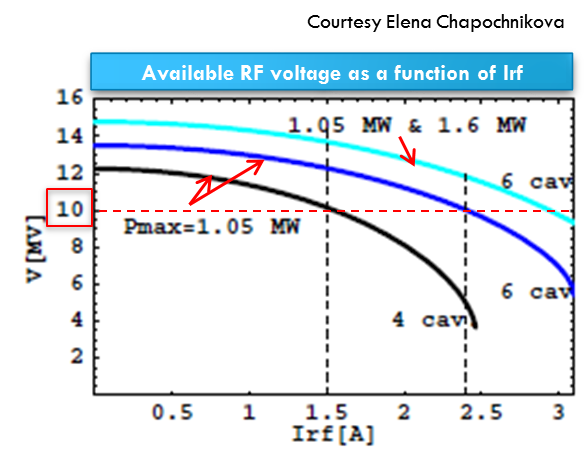 Courtesy Elena Chapochnikova
Available RF voltage as a function of Irf
16
14
12
10
8
6
4
2
V[MV]
1.05 MW & 1.6 MW
6 cav
Pmax=1.05 MW
6 cav
4 cav
0.5 1 1.5 2 2.5 3
Irf[A]